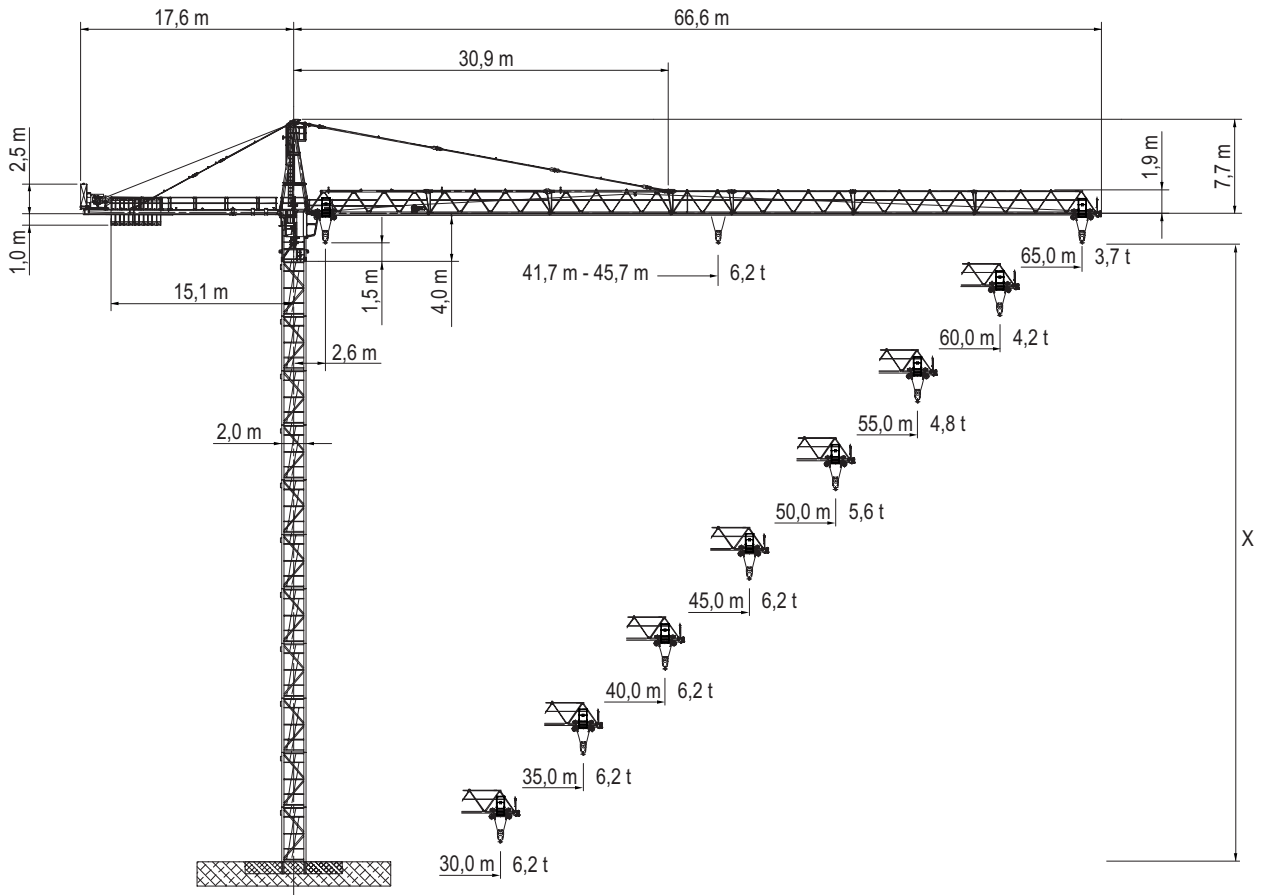 17,6 m
66,6 m
30,9 m
2,5 m
1,9 m
7,7 m
1,0 m
15,1 m
1,5 m
4,0 m
41,7 m - 45,7 m
6,2 t
65,0 m 3,7 t
2,6 m
60,0 m 4,2 t
2,0 m
55,0 m 4,8 t
50,0 m 5,6 t
X
45,0 m 6,2 t
40,0 m 6,2 t
35,0 m 6,2 t
30,0 m 6,2 t